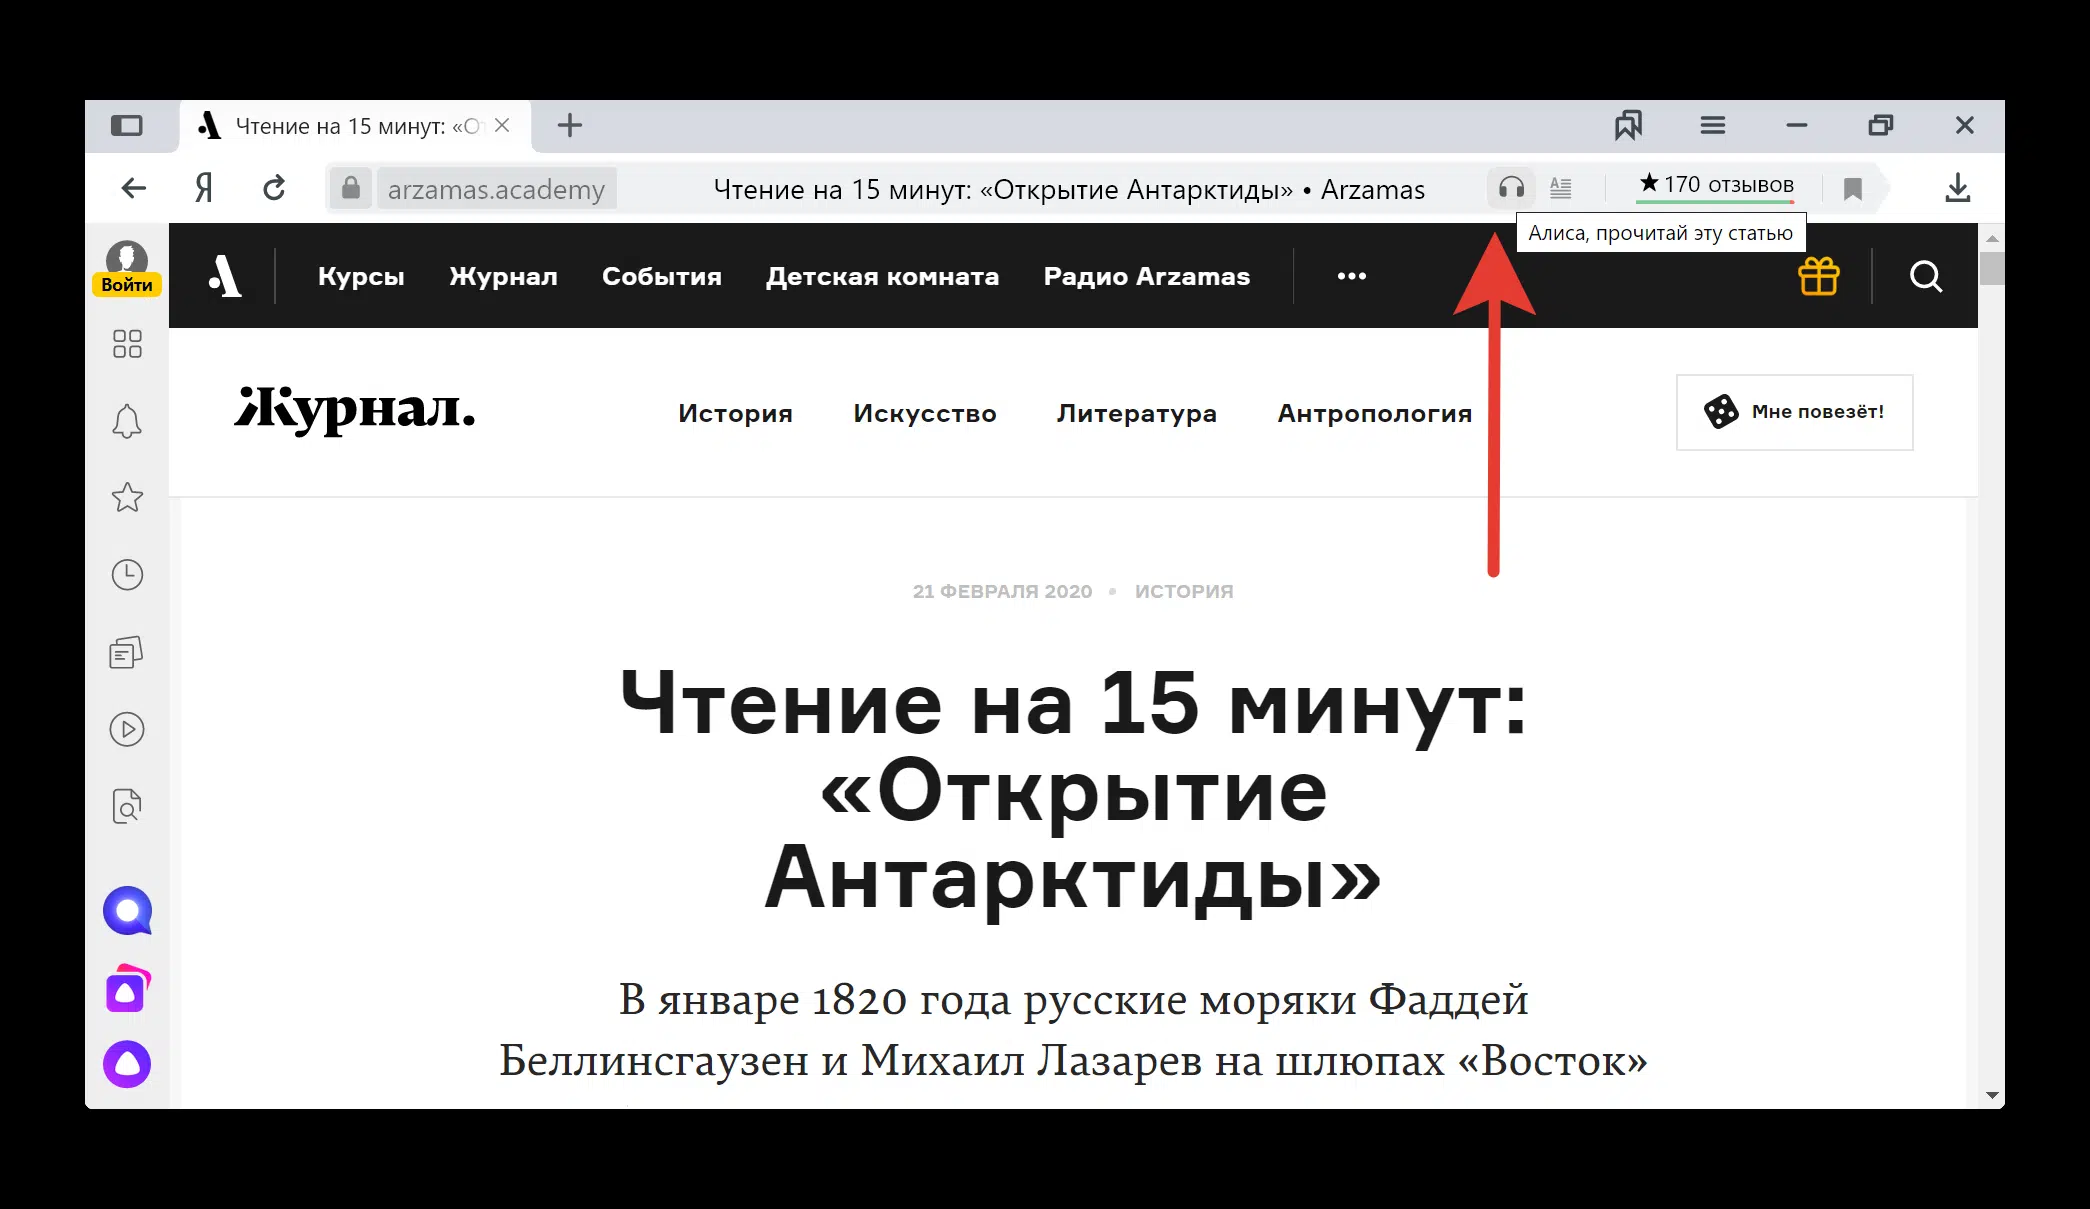 Чтение на 15 минут: «От
Я
arzamas.academy
Чтение на 15 минут: «Открытие Антарктиды» • Arzamas
★ 170 отзывов
Алиса, прочитай эту статью
Войти
Курсы Журнал События Детская комната Радио Arzamas
Журнал.
История Искусство Литература Антропология
Мне повезёт!
21 ФЕВРАЛЯ 2020 • ИСТОРИЯ
Чтение на 15 минут:
«Открытие
Антарктиды»
В январе 1820 года русские моряки Фаддей
Беллинсгаузен и Михаил Лазарев на шлюпах «Восток»